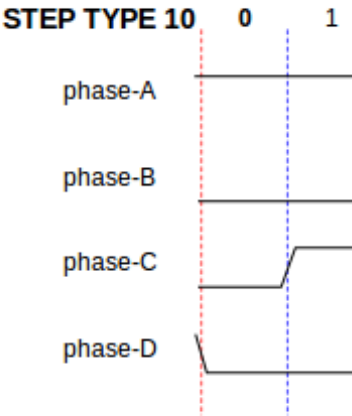 STEP TYPE 10 0 1
phase-A
phase-B
phase-C
phase-D